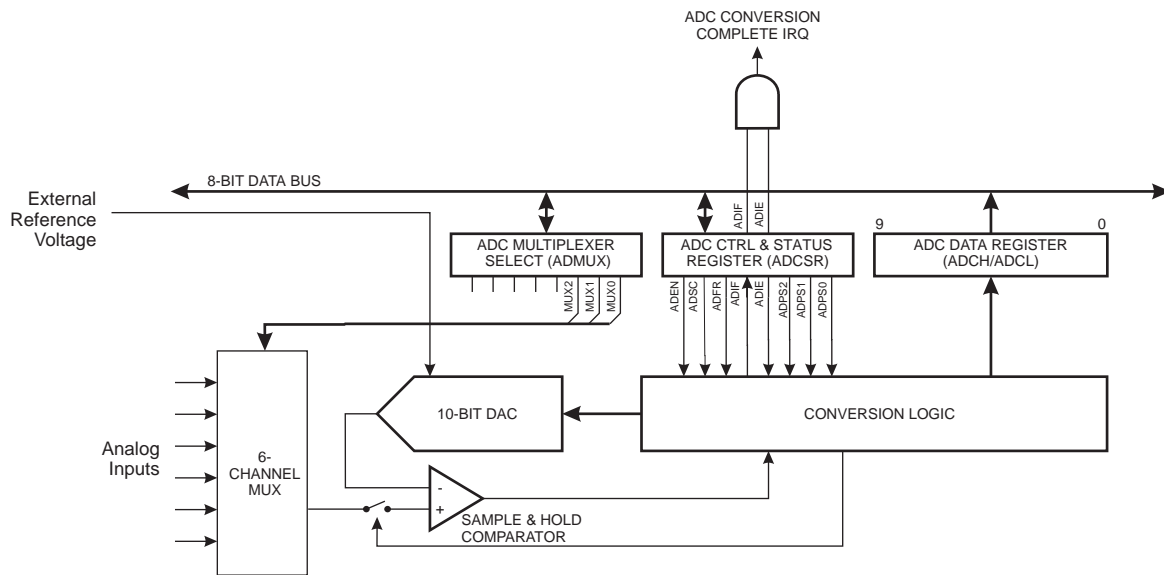 ADC CONVERSION
COMPLETE IRQ
8-BIT DATA BUS
External
Reference
Voltage
ADIF
ADIE
9
0
ADC MULTIPLEXER
SELECT (ADMUX)
ADC CTRL & STATUS
REGISTER (ADCSR)
ADC DATA REGISTER
(ADCH/ADCL)
MUX2
MUX1
MUX0
ADEN
ADSC
ADFR
ADIF
ADIE
ADPS2
ADPS1
ADPS0
10-BIT DAC
CONVERSION LOGIC
Analog
Inputs
6-
CHANNEL
MUX
-
+
SAMPLE & HOLD
COMPARATOR